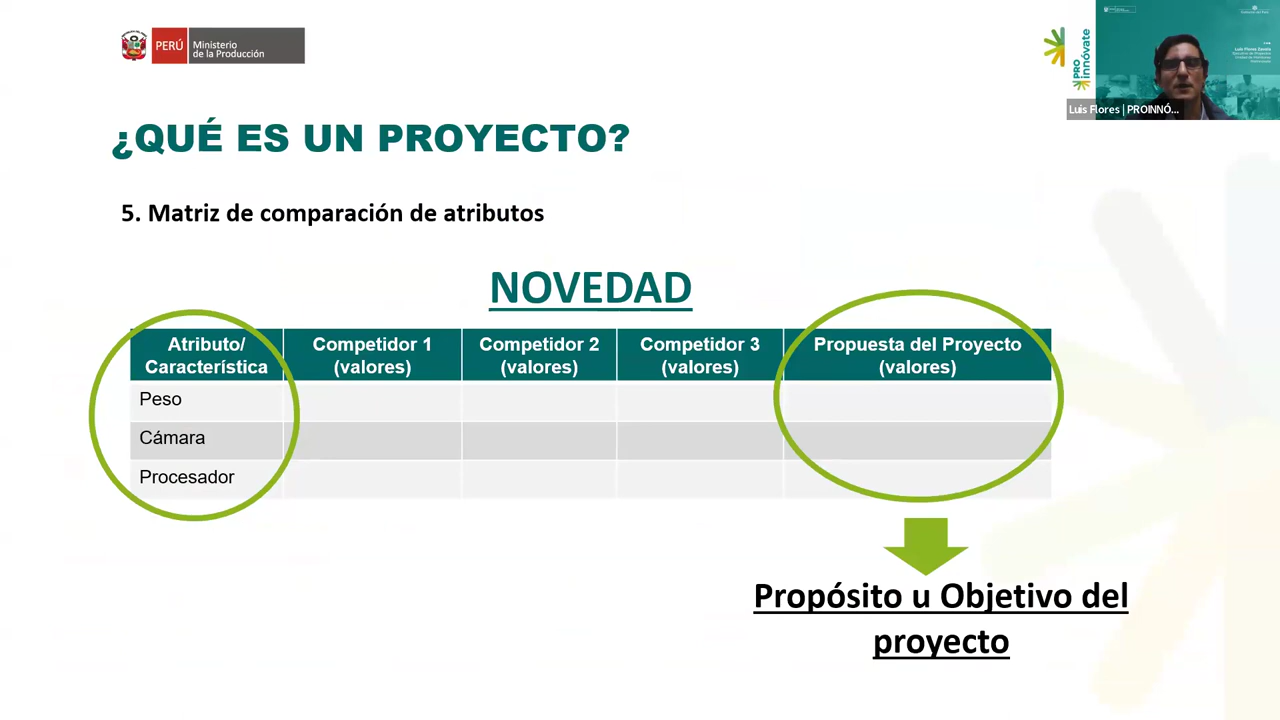 PERÚ
Ministerio
de la Producción
PRO
innóvate
Luis Flores | PROINNÓ...
¿QUÉ ES UN PROYECTO?
5. Matriz de comparación de atributos
NOVEDAD
Atributo/
Característica
Competidor 1
(valores)
Competidor 2
(valores)
Competidor 3
(valores)
Propuesta del Proyecto
(valores)
Peso
Cámara
Procesador
Propósito u Objetivo del
proyecto